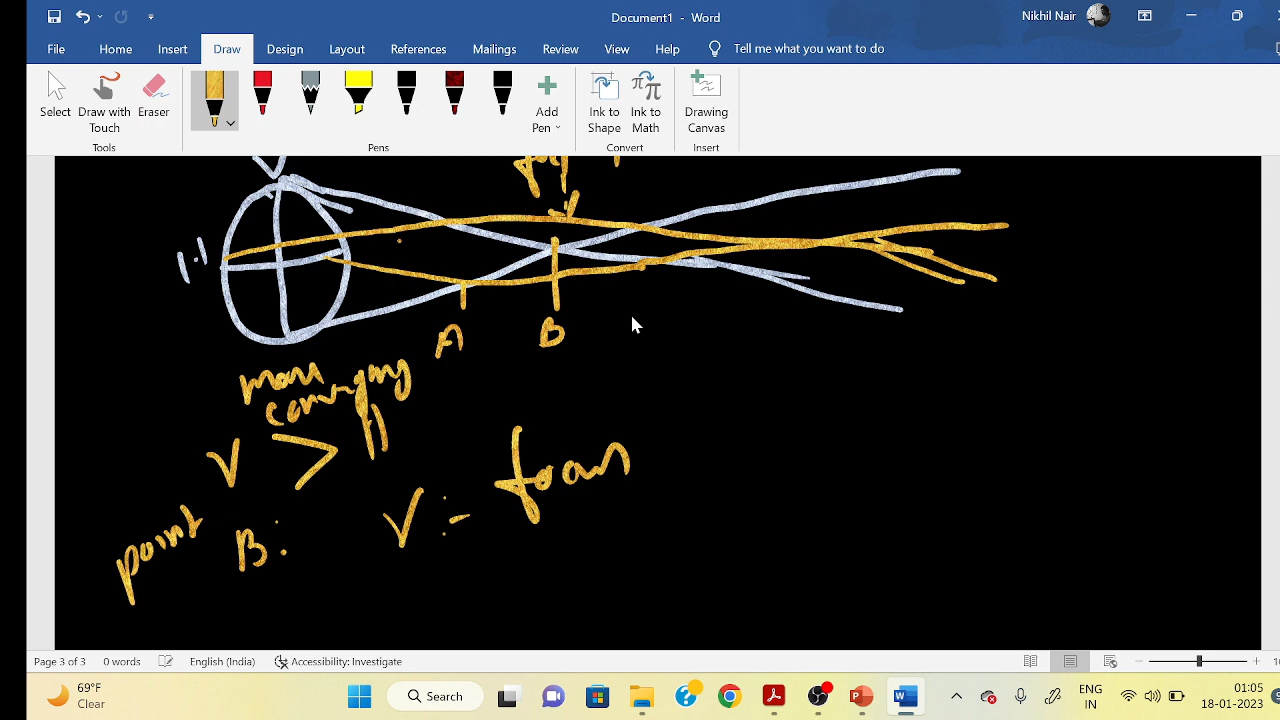 Document1 - Word
Nikhil Nair
File Home Insert Draw Design Layout References Mailings Review View Help Tell me what you want to do
Select Draw with Touch Eraser Add Pen Ink to Shape Ink to Math Drawing Canvas
Tools Pens Convert Insert
A B
more
converging
V >
point B: V = focus
Page 3 of 3 0 words English (India) Accessibility: Investigate
69°F
Clear
Search
ENG
IN
01:05
18-01-2023